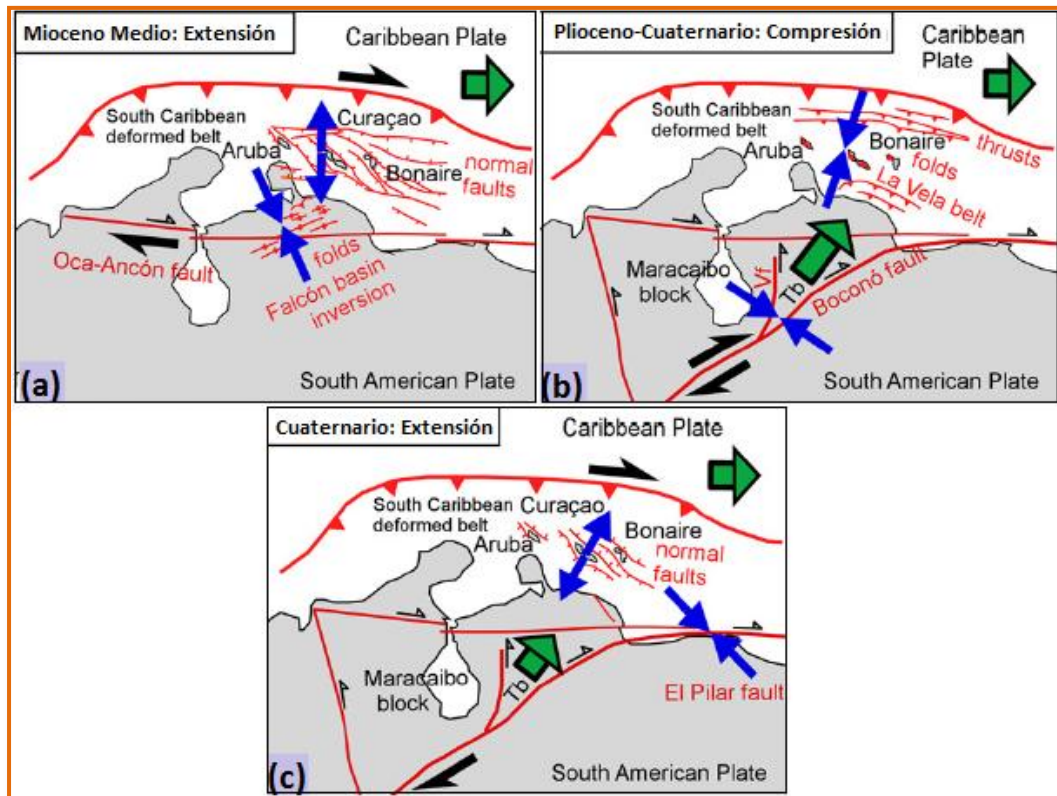 Mioceno Medio: Extensión
Caribbean Plate
South Caribbean
deformed belt
Curaçao
Aruba
Bonaire
normal
faults
Oca-Ancón fault
folds
Falcón basin
inversion
South American Plate
(a)
Plioceno-Cuaternario: Compresión
Caribbean
Plate
South Caribbean
deformed belt
Aruba
Bonaire
thrusts
folds
La Vela belt
Maracaibo
block
Vf
Tb
Boconó fault
South American Plate
(b)
Cuaternario: Extensión
Caribbean Plate
South Caribbean
deformed belt
Curaçao
Aruba
Bonaire
normal
faults
Maracaibo
block
Tb
El Pilar fault
South American Plate
(c)